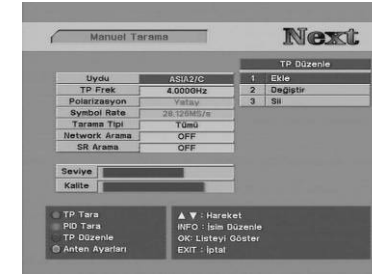 Manuel Tarama
Next
TP Düzenle
Uydu ASIA2/C
1 Ekle
TP Frek 4.0000Hz
2 Değiştir
Polarizasyon Yatay
3 Sil
Symbol Rate 28.126MS/s
Tarama Tipi Tümü
Network Arama OFF
SR Arama OFF
Seviye
Kalite
TP Tara
PID Tara
TP Düzenle
Anten Ayarları
▲ ▼ : Hareket
INFO : İsim Düzenle
OK: Listeyi Göster
EXIT : İptal